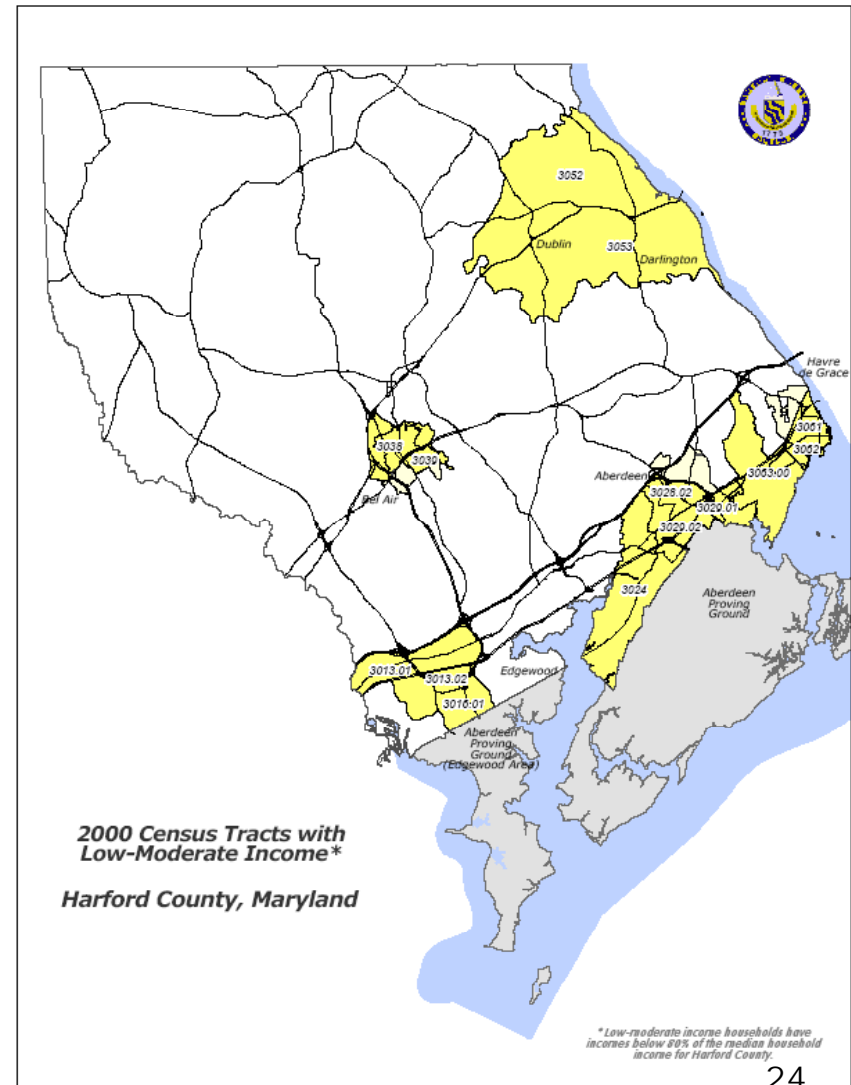 1773
3052
Dublin
3053
Darlington
Havre
de Grace
3061
3062
3038
3039
Bel Air
Aberdeen
3063.00
3028.02
3029.01
3029.02
3024
Aberdeen
Proving
Ground
3013.01
3013.02
Edgewood
3016.01
Aberdeen
Proving
Ground
(Edgewood Area)
2000 Census Tracts with
Low-Moderate Income*
Harford County, Maryland
* Low-moderate income households have
incomes below 80% of the median household
income for Harford County.
24